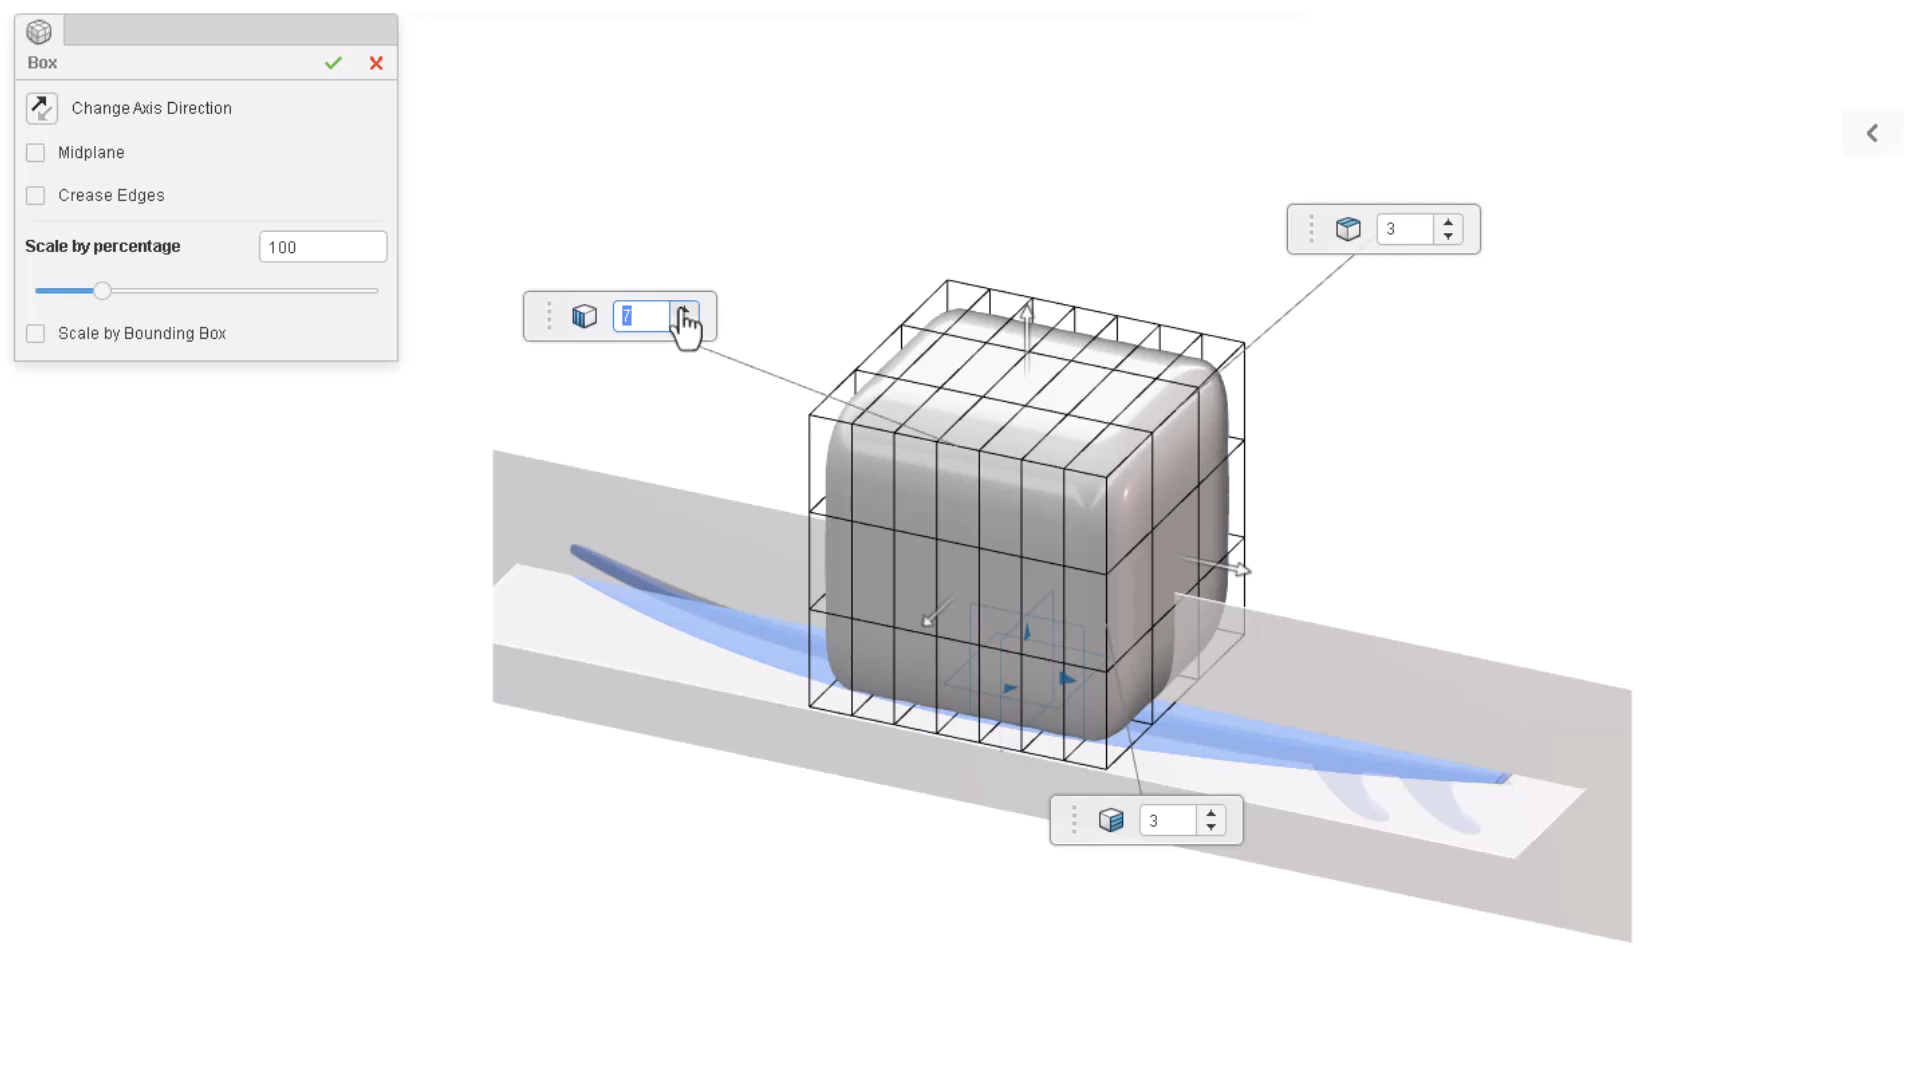 Box
Change Axis Direction
Midplane
Crease Edges
Scale by percentage 100
Scale by Bounding Box
3
7
3